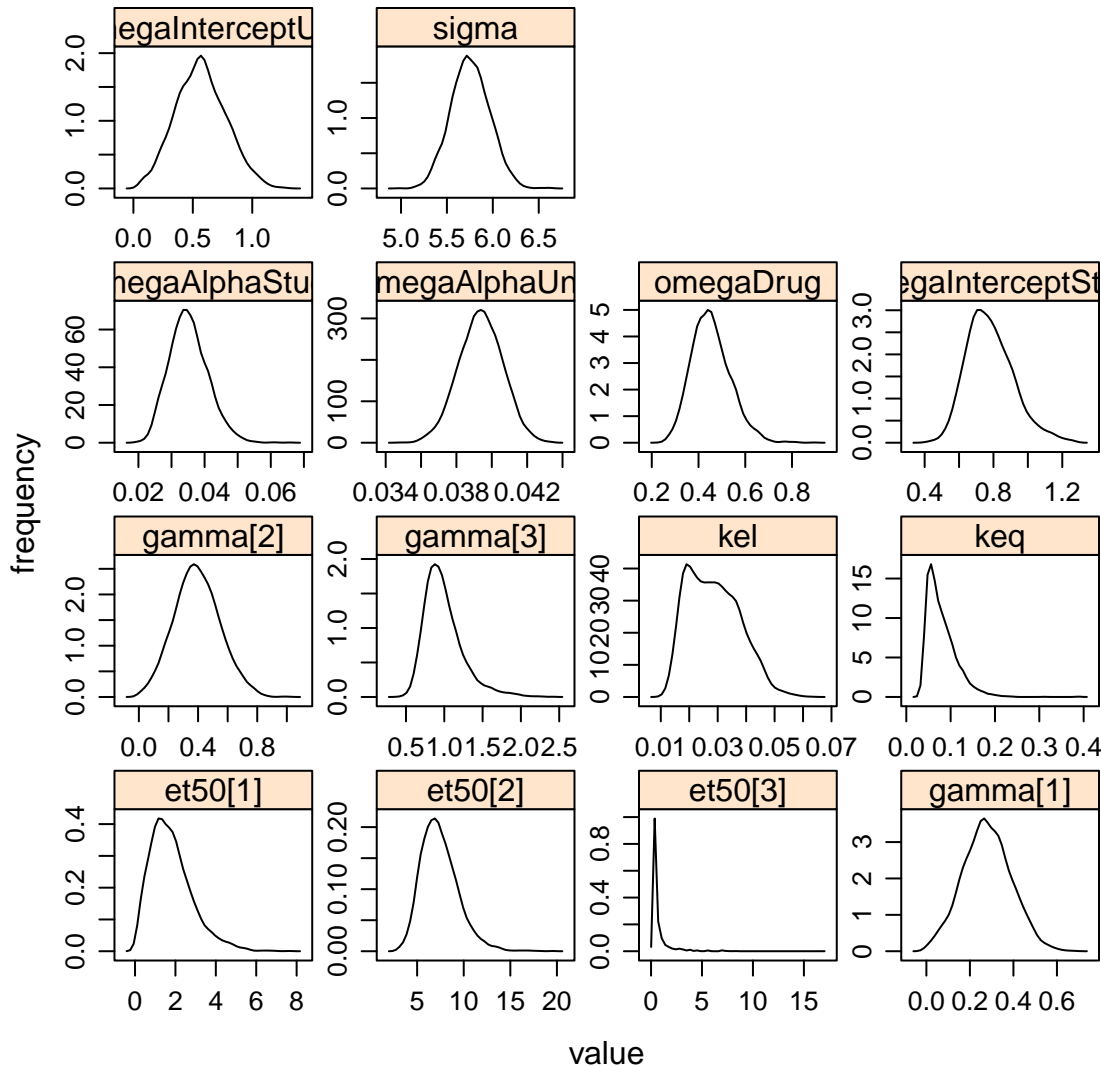 egaInterceptU sigma
0.0 1.0 2.0
0.0 1.0
0.0 0.5 1.0
5.0 5.5 6.0 6.5
megaAlphaStu megaAlphaUn omegaDrug egaInterceptSt
0 20 40 60
0 100 300
0 1 2 3 4 5
0.0 1.0 2.0 3.0
0.02 0.04 0.06
0.034 0.038 0.042
0.2 0.4 0.6 0.8
0.4 0.8 1.2
frequency
gamma[2] gamma[3] kel keq
0.0 1.0 2.0
0.0 1.0 2.0
0 10 20 30 40
0 5 10 15
0.0 0.4 0.8
0.5 1.0 1.5 2.0 2.5
0.01 0.03 0.05 0.07
0.0 0.1 0.2 0.3 0.4
et50[1] et50[2] et50[3] gamma[1]
0.0 0.2 0.4
0.00 0.10 0.20
0.0 0.4 0.8
0 1 2 3
0 2 4 6 8
5 10 15 20
0 5 10 15
0.0 0.2 0.4 0.6
value